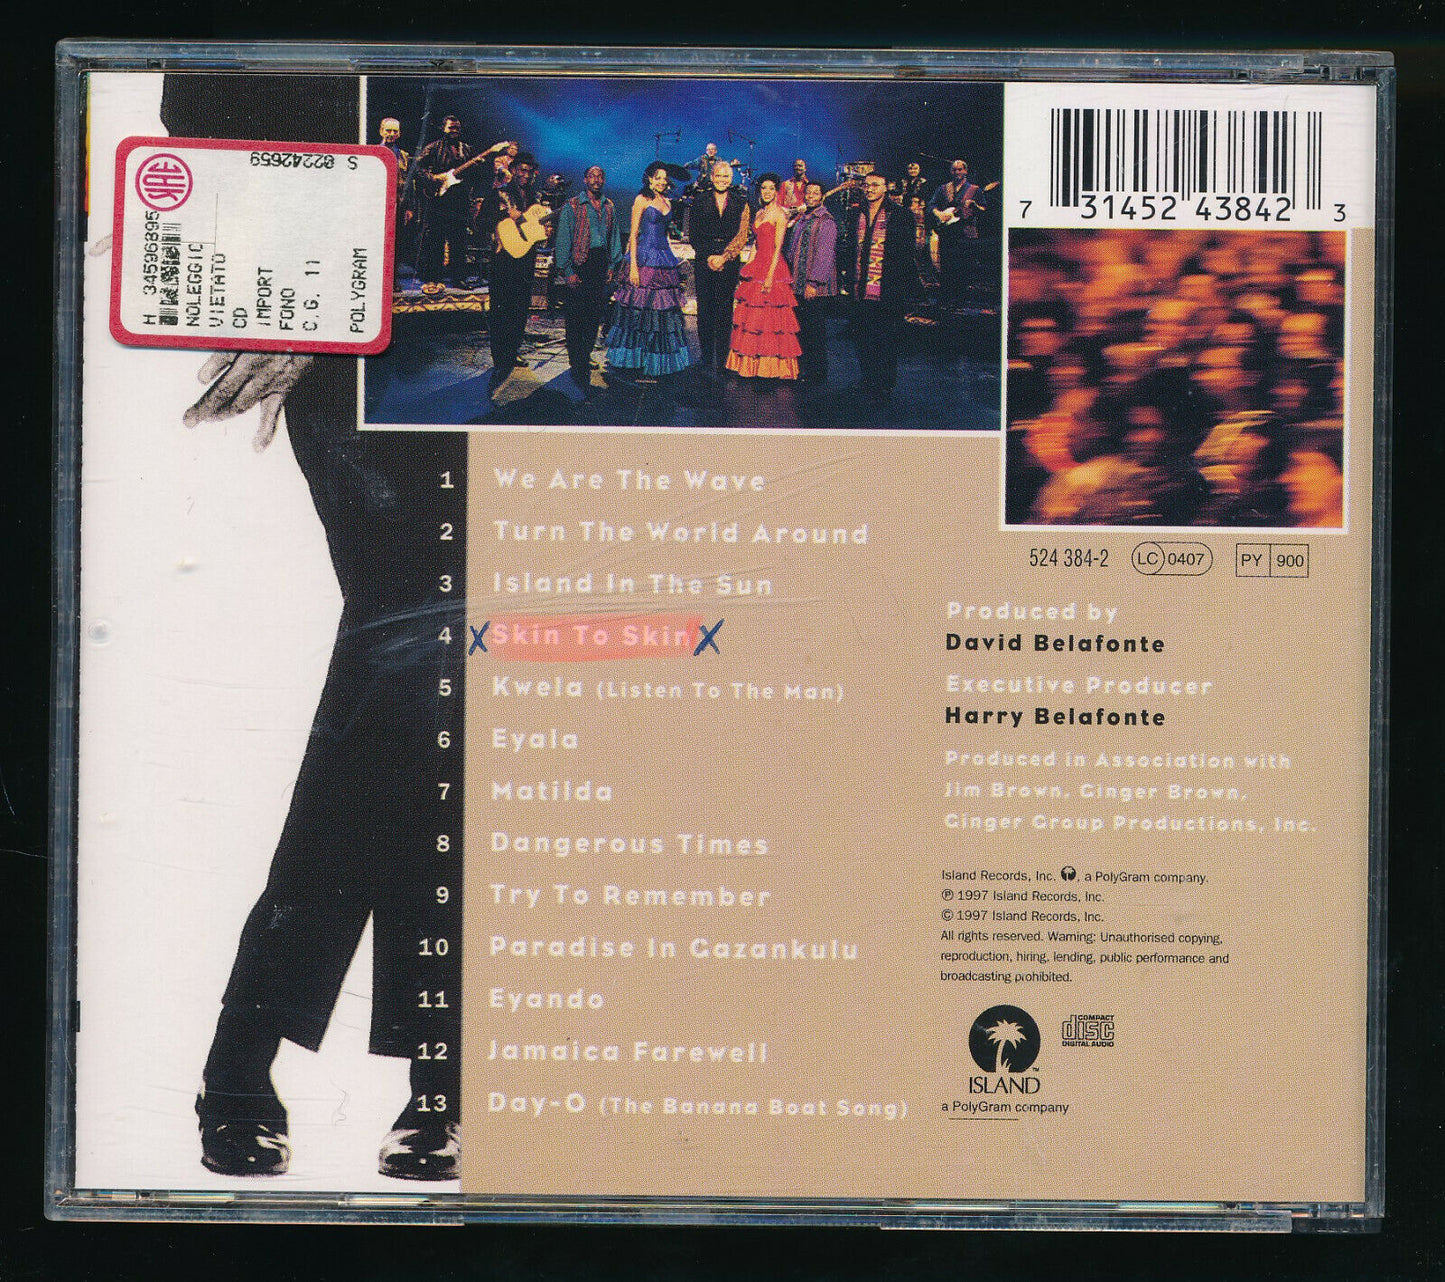 S 02242659
H 34596895
NOLEGGIO
VIETATO
CD
IMPORT
FONO
C.G. 11
POLYGRAM
7 31452 43842 3
1 We Are The Wave
2 Turn The World Around
3 Island In The Sun
4 x Skin To Skin x
5 Kwela (Listen To The Man)
6 Eyala
7 Matilda
8 Dangerous Times
9 Try To Remember
10 Paradise In Gazankulu
11 Eyando
12 Jamaica Farewell
13 Day-O (The Banana Boat Song)
524 384-2 LC 0407 PY 900
Produced by
David Belafonte
Executive Producer
Harry Belafonte
Produced in Association with
Jim Brown, Ginger Brown,
Ginger Group Productions, Inc.
Island Records, Inc. , a PolyGram company.
℗ 1997 Island Records, Inc.
© 1997 Island Records, Inc.
All rights reserved. Warning: Unauthorised copying,
reproduction, hiring, lending, public performance and
broadcasting prohibited.
COMPACT
disc
DIGITAL AUDIO
ISLAND
™
a PolyGram company